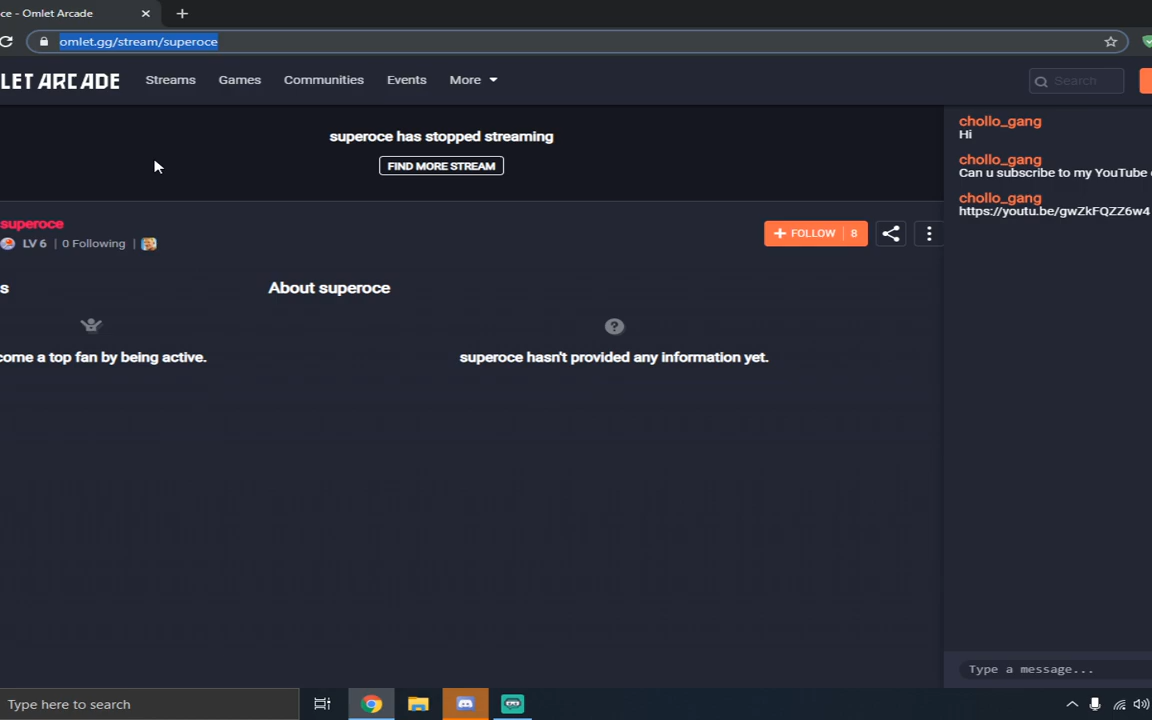 ce - Omlet Arcade
omlet.gg/stream/superoce
LET ARCADE
Streams
Games
Communities
Events
More
Search
superoce has stopped streaming
FIND MORE STREAM
superoce
LV 6 | 0 Following
FOLLOW 8
s
About superoce
come a top fan by being active.
superoce hasn't provided any information yet.
chollo_gang
Hi
chollo_gang
Can u subscribe to my YouTube
chollo_gang
https://youtu.be/gwZkFQZZ6w4
Type a message...
Type here to search